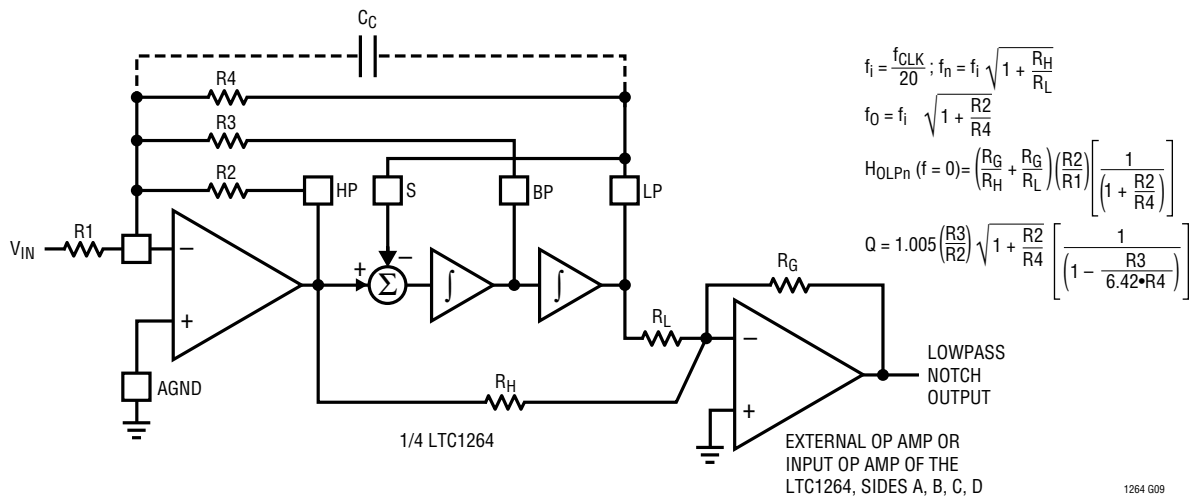 C_C
R4
R3
R2
HP
S
BP
LP
V_IN
R1
−
+
AGND
+
−
Σ
∫
∫
R_L
R_G
R_H
−
+
1/4 LTC1264
LOWPASS
NOTCH
OUTPUT
EXTERNAL OP AMP OR
INPUT OP AMP OF THE
LTC1264, SIDES A, B, C, D
f_i = f_CLK/20 ; f_n = f_i √(1 + R_H/R_L)
f_O = f_i √(1 + R2/R4)
H_OLPn (f = 0)= (R_G/R_H + R_G/R_L)(R2/R1)[1/(1 + R2/R4)]
Q = 1.005 (R3/R2) √(1 + R2/R4) [1/(1 − R3/(6.42•R4))]
1264 G09